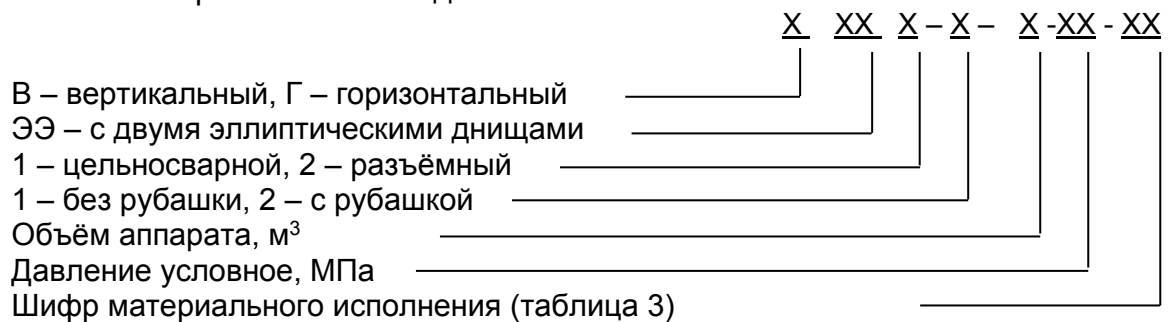 Х ХХ Х – Х – Х -ХХ - ХХ
В – вертикальный, Г – горизонтальный
ЭЭ – с двумя эллиптическими днищами
1 – цельносварной, 2 – разъёмный
1 – без рубашки, 2 – с рубашкой
Объём аппарата, м³
Давление условное, МПа
Шифр материального исполнения (таблица 3)